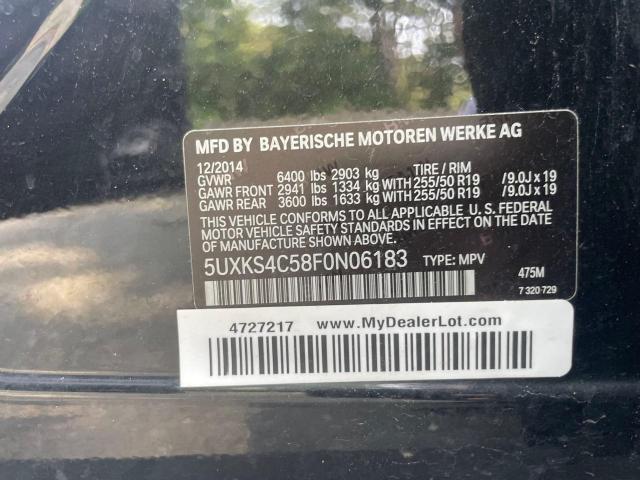 MFD BY BAYERISCHE MOTOREN WERKE AG
12/2014
GVWR 6400 lbs 2903 kg TIRE / RIM
GAWR FRONT 2941 lbs 1334 kg WITH 255/50 R19 /9.0J x 19
GAWR REAR 3600 lbs 1633 kg WITH 255/50 R19 /9.0J x 19
THIS VEHICLE CONFORMS TO ALL APPLICABLE U. S. FEDERAL
MOTOR VEHICLE SAFETY STANDARDS IN EFFECT ON THE DATE
OF MANUFACTURE SHOWN ABOVE.
5UXKS4C58F0N06183 TYPE: MPV
475M
7 320 729
4727217 www.MyDealerLot.com